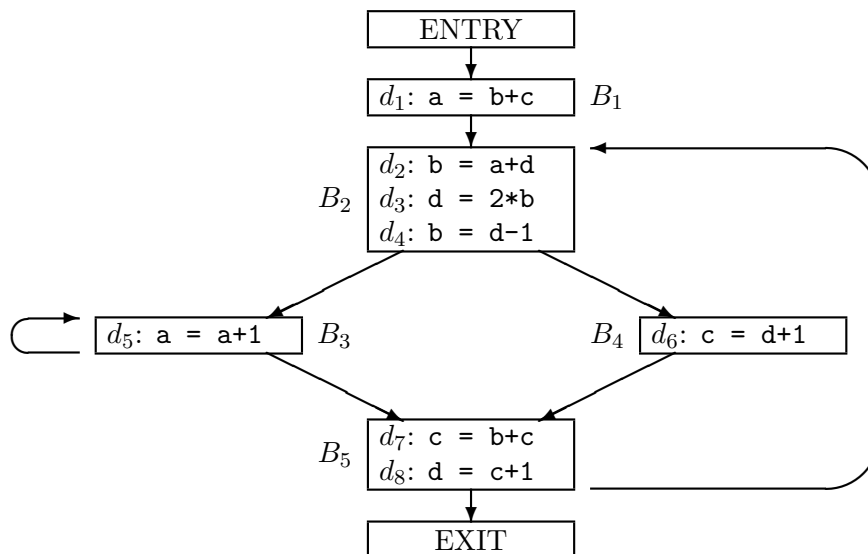 ENTRY
d₁: a = b+c B₁
d₂: b = a+d
B₂ d₃: d = 2*b
d₄: b = d-1
d₅: a = a+1 B₃ B₄ d₆: c = d+1
d₇: c = b+c
B₅ d₈: d = c+1
EXIT